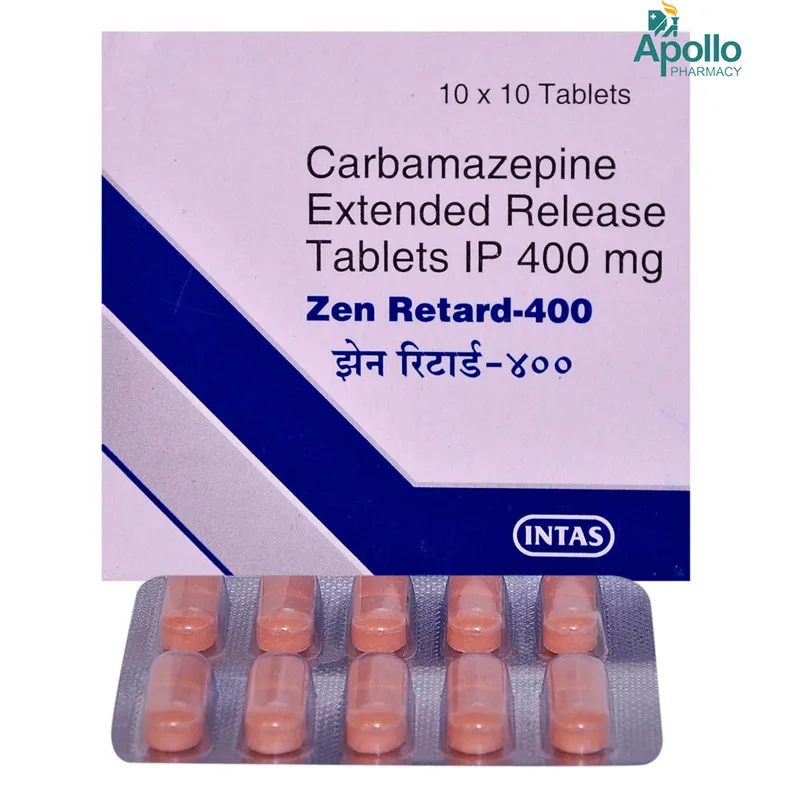 Apollo
PHARMACY
10 x 10 Tablets
Carbamazepine
Extended Release
Tablets IP 400 mg
Zen Retard-400
झेन रिटार्ड-४००
INTAS